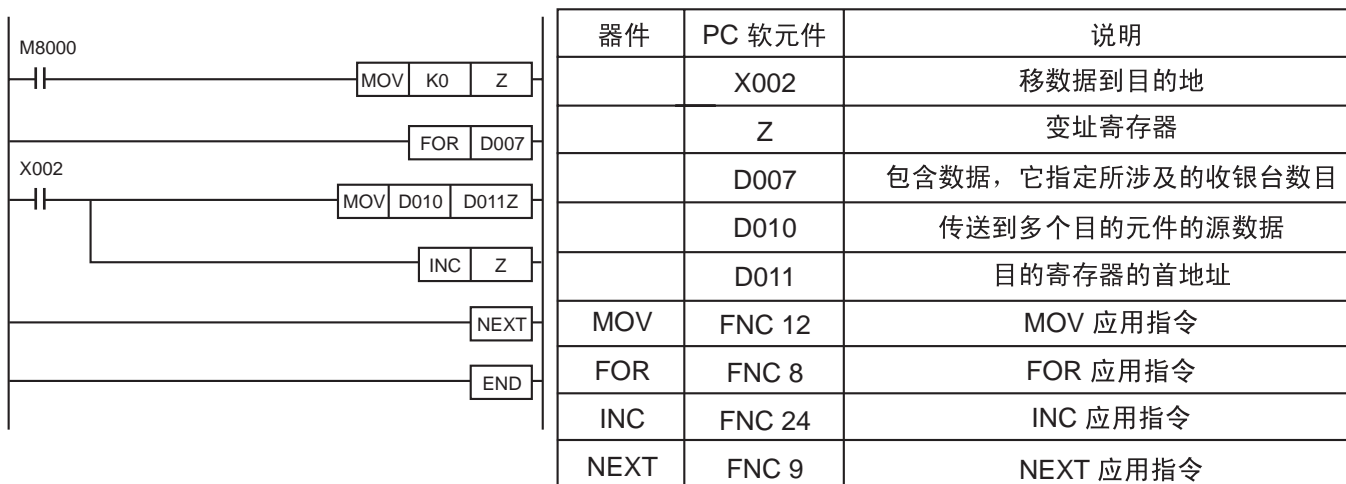 M8000
MOV K0 Z
FOR D007
X002
MOV D010 D011Z
INC Z
NEXT
END
器件 PC 软元件 说明
X002 移数据到目的地
Z 变址寄存器
D007 包含数据，它指定所涉及的收银台数目
D010 传送到多个目的元件的源数据
D011 目的寄存器的首地址
MOV FNC 12 MOV 应用指令
FOR FNC 8 FOR 应用指令
INC FNC 24 INC 应用指令
NEXT FNC 9 NEXT 应用指令